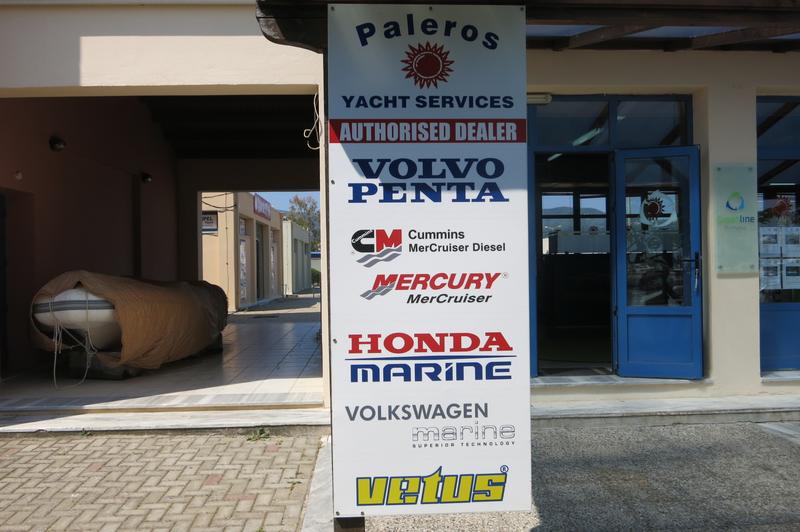 Paleros
YACHT SERVICES
AUTHORISED DEALER
VOLVO
PENTA
CM Cummins
MerCruiser Diesel
MERCURY®
MerCruiser
HONDA
MARINE
VOLKSWAGEN
marine
SUPERIOR TECHNOLOGY
vetus®